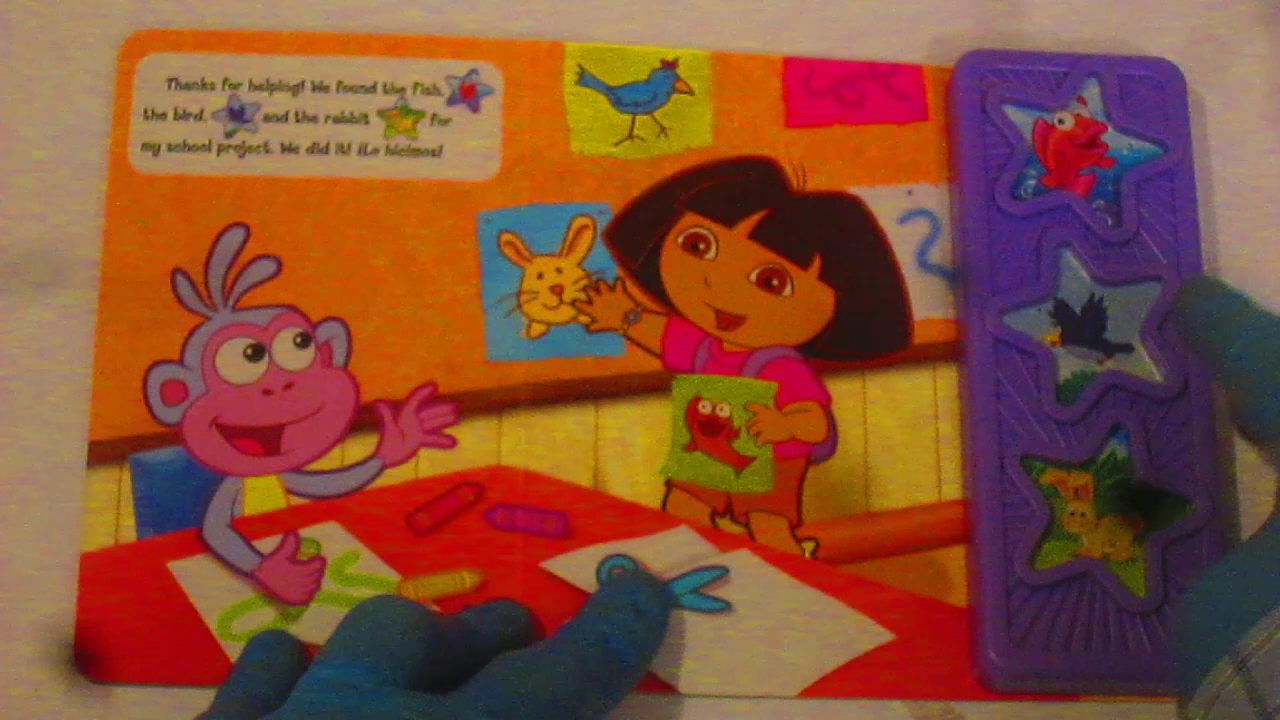 Thanks for helping! We found the fish,
the bird, and the rabbit for
my school project. We did it! ¡Lo hicimos!